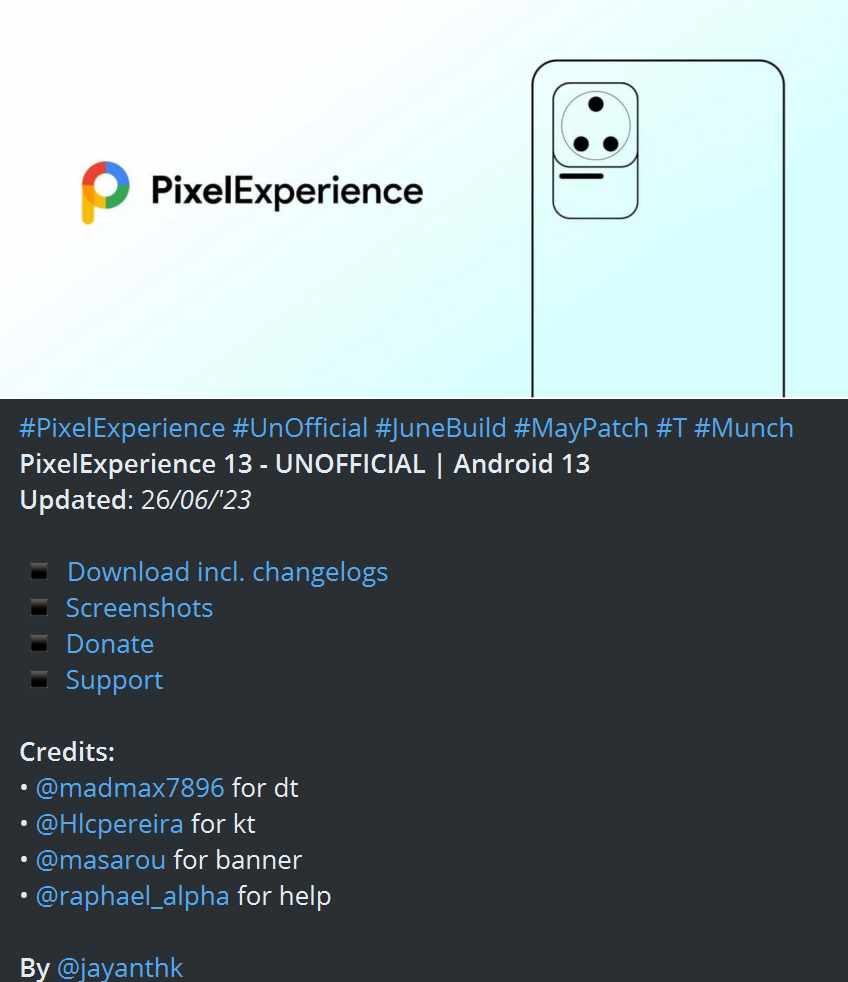 PixelExperience
#PixelExperience #UnOfficial #JuneBuild #MayPatch #T #Munch
PixelExperience 13 - UNOFFICIAL | Android 13
Updated: 26/06/'23
Download incl. changelogs
Screenshots
Donate
Support
Credits:
• @madmax7896 for dt
• @Hlcpereira for kt
• @masarou for banner
• @raphael_alpha for help
By @jayanthk